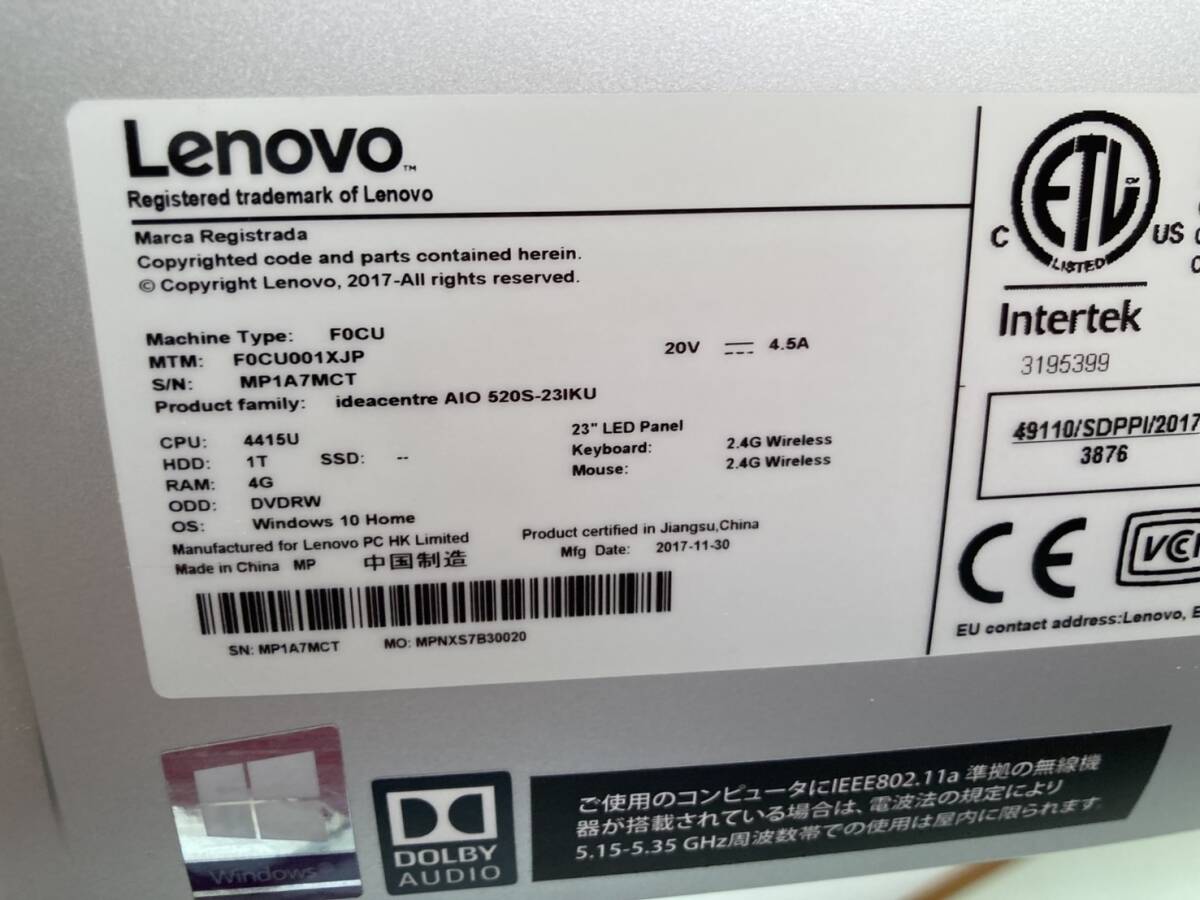 Lenovo™
Registered trademark of Lenovo
Marca Registrada
Copyrighted code and parts contained herein.
© Copyright Lenovo, 2017-All rights reserved.
Machine Type: F0CU
MTM: F0CU001XJP
S/N: MP1A7MCT
Product family: ideacentre AIO 520S-23IKU
20V 4.5A
CPU: 4415U
HDD: 1T SSD: --
RAM: 4G
ODD: DVDRW
OS: Windows 10 Home
23" LED Panel
Keyboard: 2.4G Wireless
Mouse: 2.4G Wireless
Manufactured for Lenovo PC HK Limited
Made in China MP 中国制造
Product certified in Jiangsu,China
Mfg Date: 2017-11-30
SN: MP1A7MCT MO: MPNXS7B30020
ETL
CM
LISTED
C US
Intertek
3195399
49110/SDPPI/2017
3876
CE
EU contact address:Lenovo,
Windows
DOLBY
AUDIO
ご使用のコンピュータにIEEE802.11a 準拠の無線機
器が搭載されている場合は、電波法の規定により
5.15-5.35 GHz周波数帯での使用は屋内に限られます.